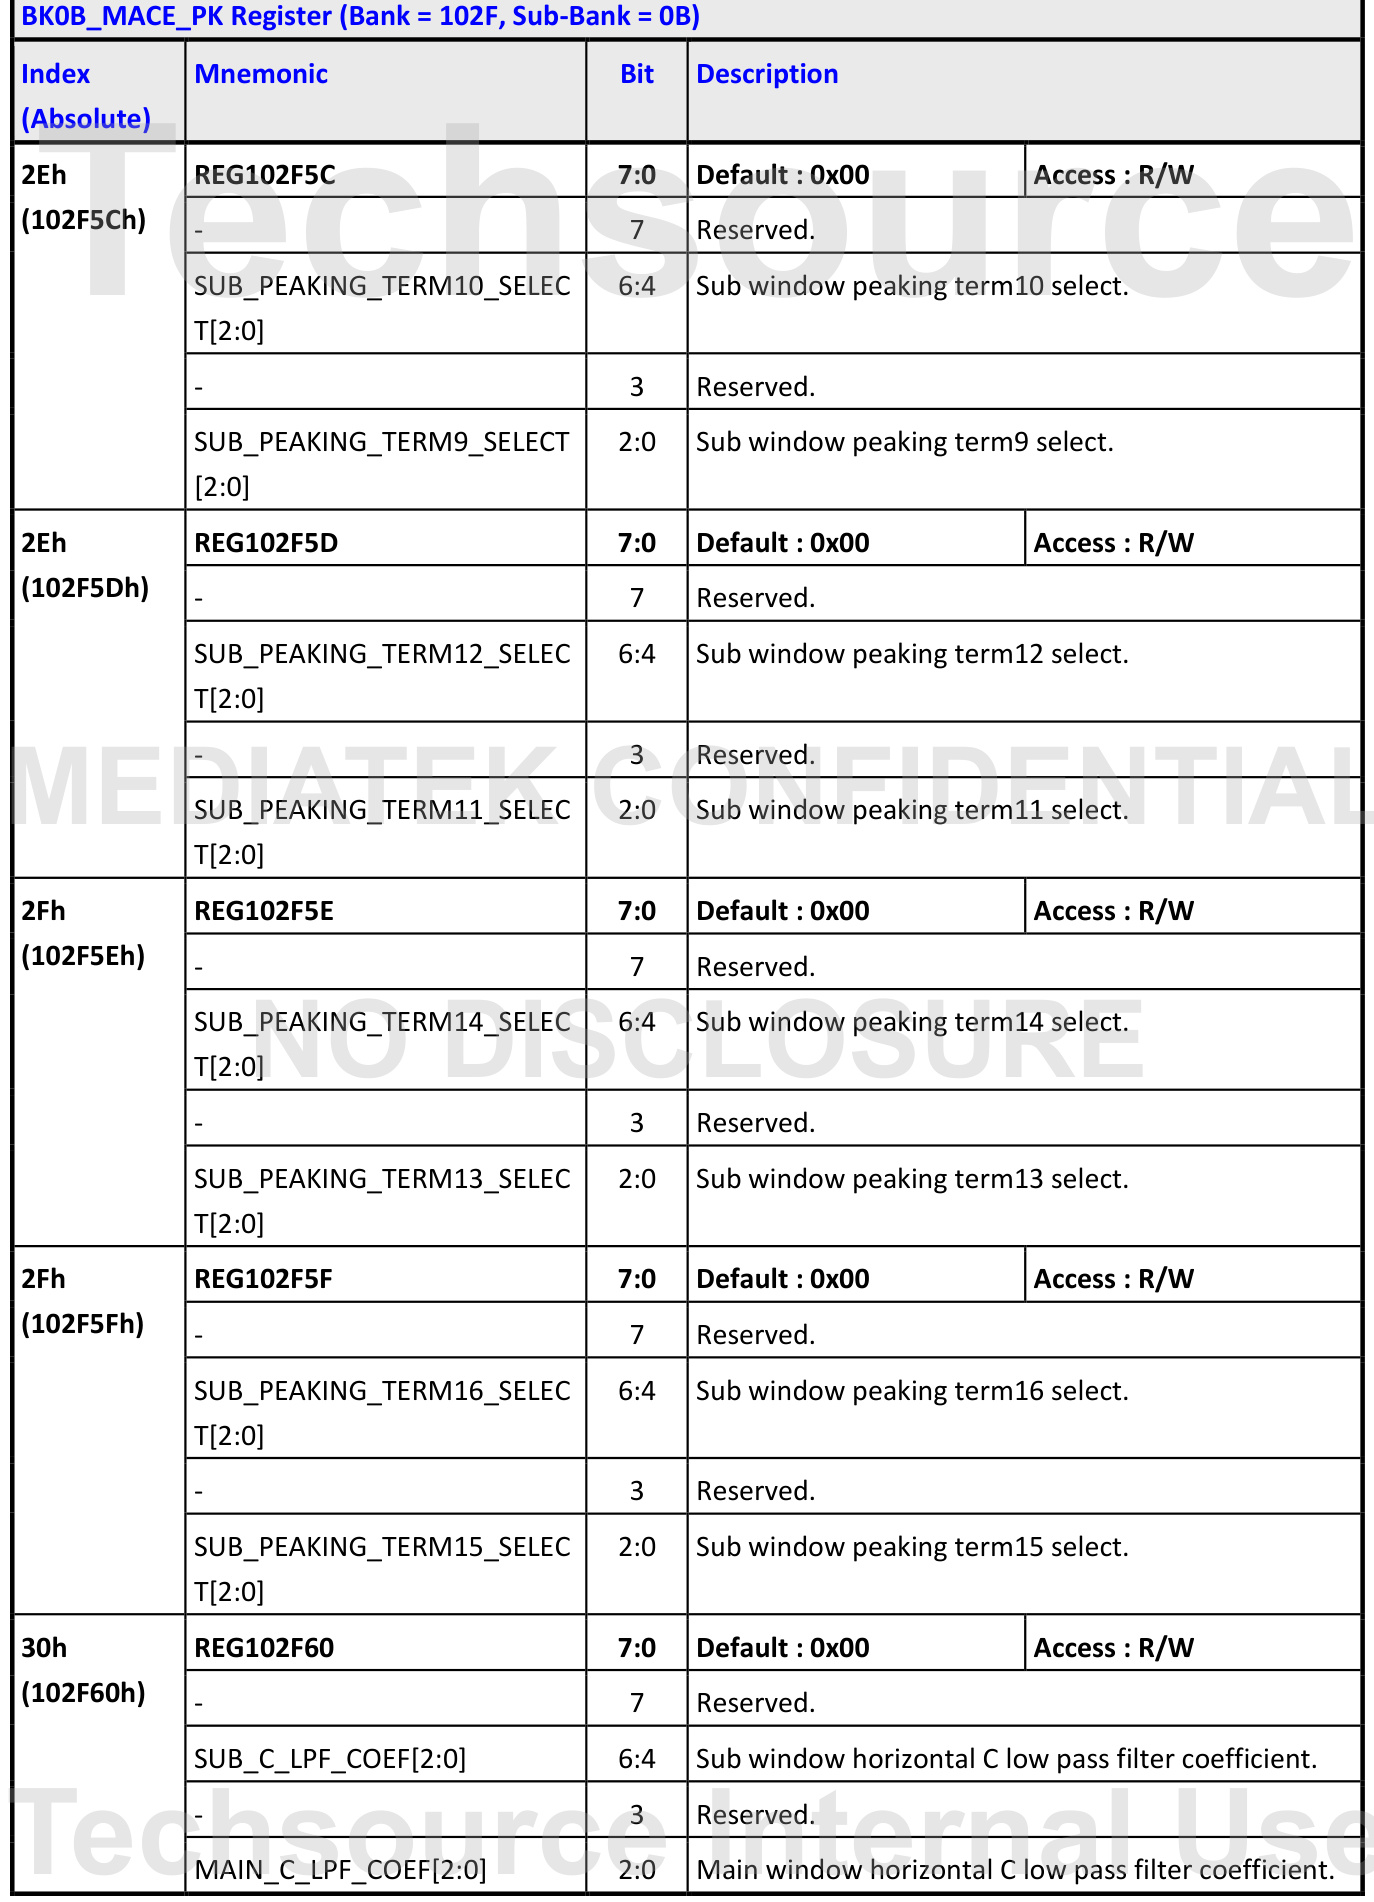 BK0B_MACE_PK Register (Bank = 102F, Sub-Bank = 0B)
Index (Absolute) Mnemonic Bit Description
2Eh (102F5Ch) REG102F5C 7:0 Default : 0x00 Access : R/W
- 7 Reserved.
SUB_PEAKING_TERM10_SELEC 6:4 Sub window peaking term10 select.
T[2:0]
- 3 Reserved.
SUB_PEAKING_TERM9_SELECT 2:0 Sub window peaking term9 select.
[2:0]
2Eh (102F5Dh) REG102F5D 7:0 Default : 0x00 Access : R/W
- 7 Reserved.
SUB_PEAKING_TERM12_SELEC 6:4 Sub window peaking term12 select.
T[2:0]
- 3 Reserved.
SUB_PEAKING_TERM11_SELEC 2:0 Sub window peaking term11 select.
T[2:0]
2Fh (102F5Eh) REG102F5E 7:0 Default : 0x00 Access : R/W
- 7 Reserved.
SUB_PEAKING_TERM14_SELEC 6:4 Sub window peaking term14 select.
T[2:0]
- 3 Reserved.
SUB_PEAKING_TERM13_SELEC 2:0 Sub window peaking term13 select.
T[2:0]
2Fh (102F5Fh) REG102F5F 7:0 Default : 0x00 Access : R/W
- 7 Reserved.
SUB_PEAKING_TERM16_SELEC 6:4 Sub window peaking term16 select.
T[2:0]
- 3 Reserved.
SUB_PEAKING_TERM15_SELEC 2:0 Sub window peaking term15 select.
T[2:0]
30h (102F60h) REG102F60 7:0 Default : 0x00 Access : R/W
- 7 Reserved.
SUB_C_LPF_COEF[2:0] 6:4 Sub window horizontal C low pass filter coefficient.
- 3 Reserved.
MAIN_C_LPF_COEF[2:0] 2:0 Main window horizontal C low pass filter coefficient.
Techsource
MEDIATEK CONFIDENTIAL
NO DISCLOSURE
Techsource Internal Use